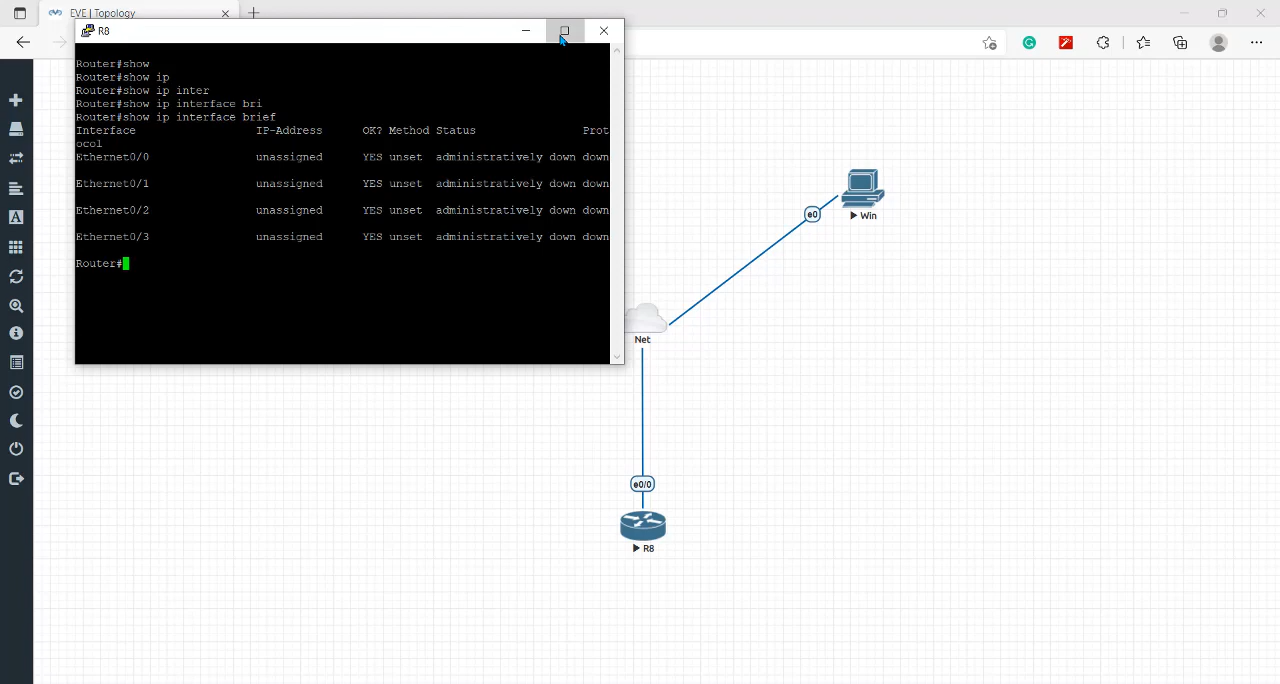 EVE | Topology
R8
Router#show
Router#show ip
Router#show ip inter
Router#show ip interface bri
Router#show ip interface brief
Interface IP-Address OK? Method Status Prot
ocol
Ethernet0/0 unassigned YES unset administratively down down
Ethernet0/1 unassigned YES unset administratively down down
Ethernet0/2 unassigned YES unset administratively down down
Ethernet0/3 unassigned YES unset administratively down down
Router#
e0
Win
Net
e0/0
R8